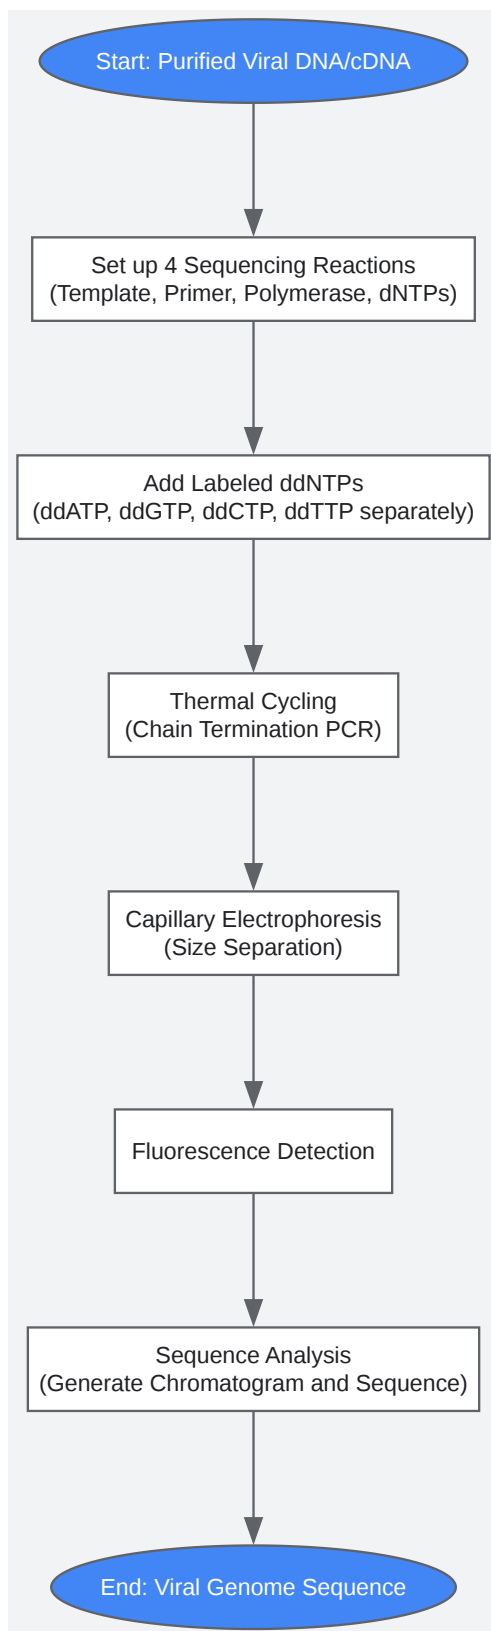 Start: Purified Viral DNA/cDNA
Set up 4 Sequencing Reactions
(Template, Primer, Polymerase, dNTPs)
Add Labeled ddNTPs
(ddATP, ddGTP, ddCTP, ddTTP separately)
Thermal Cycling
(Chain Termination PCR)
Capillary Electrophoresis
(Size Separation)
Fluorescence Detection
Sequence Analysis
(Generate Chromatogram and Sequence)
End: Viral Genome Sequence